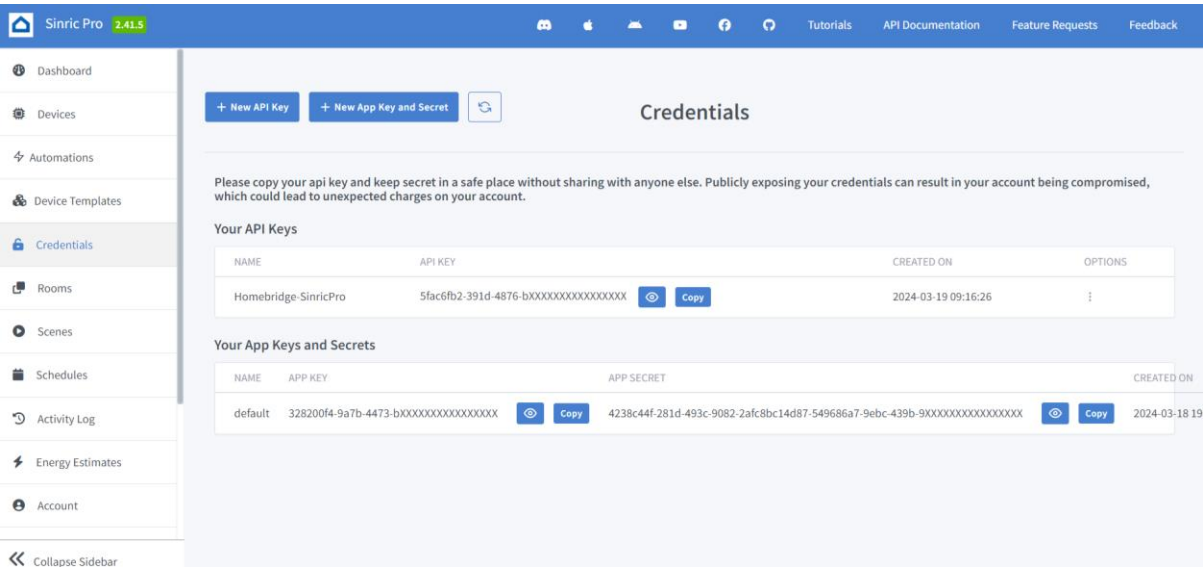 Sinric Pro 2.41.5
Tutorials API Documentation Feature Requests Feedback
Dashboard
Devices
Automations
Device Templates
Credentials
Rooms
Scenes
Schedules
Activity Log
Energy Estimates
Account
Collapse Sidebar
+ New API Key + New App Key and Secret
Credentials
Please copy your api key and keep secret in a safe place without sharing with anyone else. Publicly exposing your credentials can result in your account being compromised,
which could lead to unexpected charges on your account.
Your API Keys
NAME API KEY CREATED ON OPTIONS
Homebridge-SinricPro 5fac6fb2-391d-4876-bXXXXXXXXXXXXXXXX Copy 2024-03-19 09:16:26
Your App Keys and Secrets
NAME APP KEY APP SECRET CREATED ON
default 328200f4-9a7b-4473-bXXXXXXXXXXXXXXXX Copy 4238c44f-281d-493c-9082-2afc8bc14d87-549686a7-9ebc-439b-9XXXXXXXXXXXXXXXX Copy 2024-03-18 19